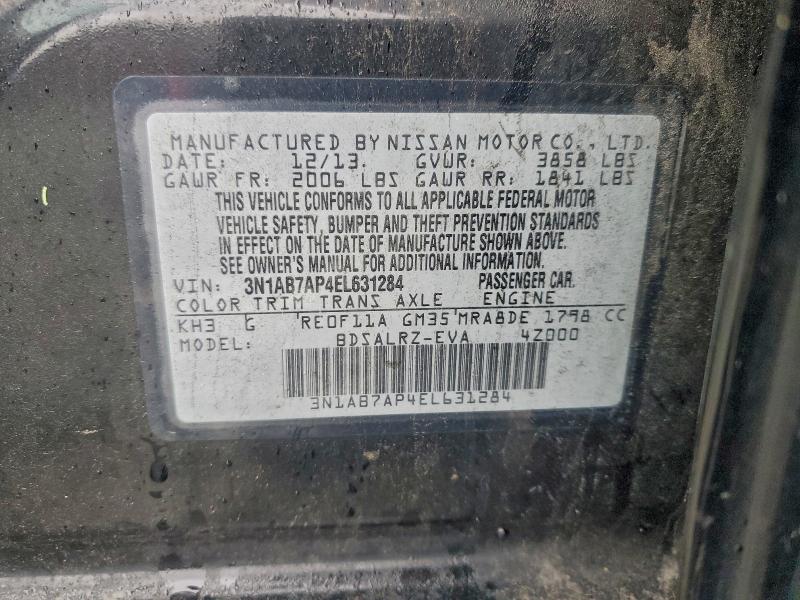 MANUFACTURED BY NISSAN MOTOR CO., LTD.
DATE: 12/13. GVWR: 3858 LBS
GAWR FR: 2006 LBS GAWR RR: 1841 LBS
THIS VEHICLE CONFORMS TO ALL APPLICABLE FEDERAL MOTOR
VEHICLE SAFETY, BUMPER AND THEFT PREVENTION STANDARDS
IN EFFECT ON THE DATE OF MANUFACTURE SHOWN ABOVE.
SEE OWNER'S MANUAL FOR ADDITIONAL INFORMATION.
VIN: 3N1AB7AP4EL631284 PASSENGER CAR.
COLOR TRIM TRANS AXLE ENGINE
KH3 G RE0F11A GM35 MRA8DE 1798 CC
MODEL: BDSALRZ-EVA 4Z000
3N1AB7AP4EL631284